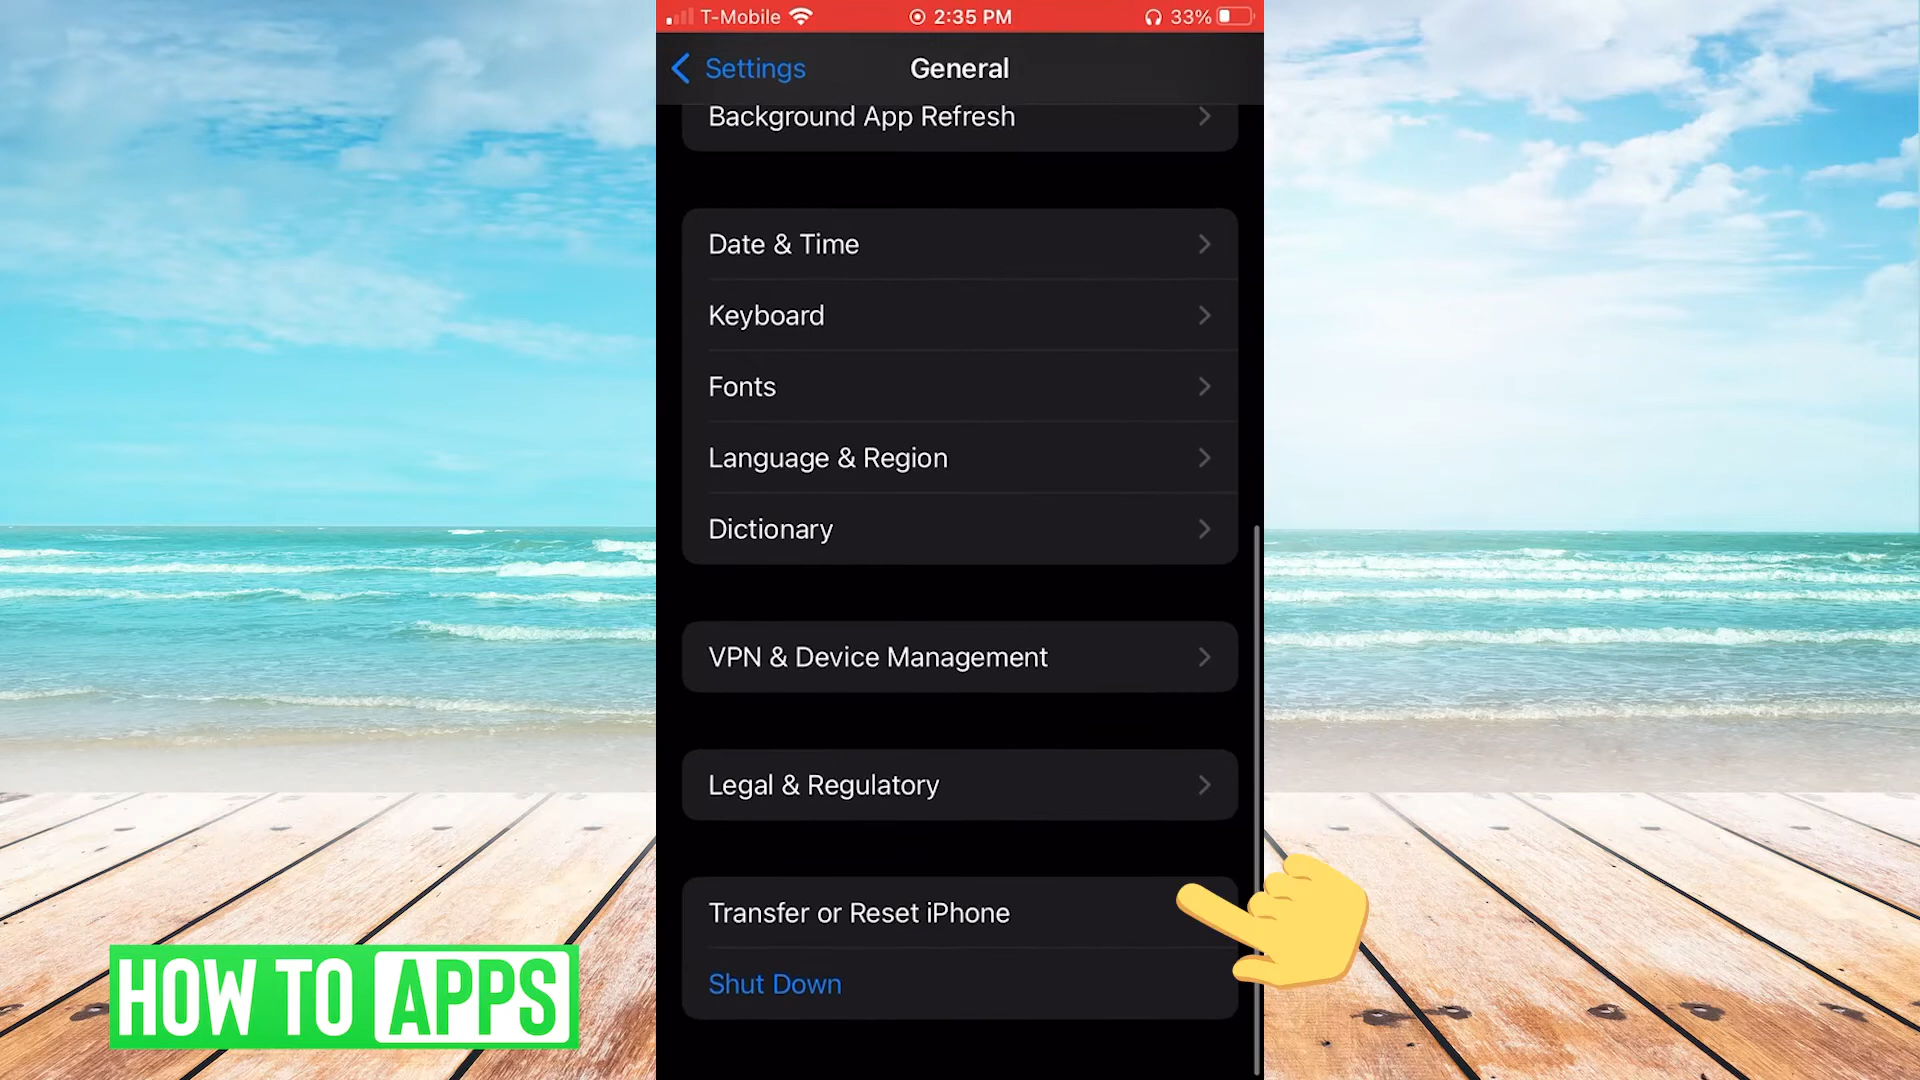 T-Mobile 2:35 PM 33%
Settings General
Background App Refresh
Date & Time
Keyboard
Fonts
Language & Region
Dictionary
VPN & Device Management
Legal & Regulatory
Transfer or Reset iPhone
Shut Down
HOW TO APPS